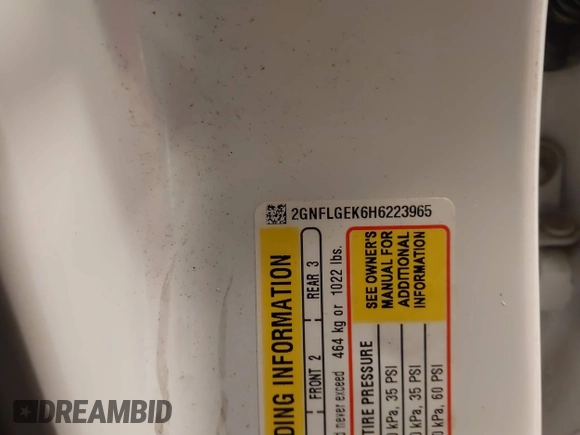 2GNFLGEK6H6223965
DING INFORMATION
FRONT 2
REAR 3
never exceed 464 kg or 1022 lbs.
SEE OWNER'S
MANUAL FOR
ADDITIONAL
INFORMATION
TIRE PRESSURE
kPa, 35 PSI
kPa, 35 PSI
kPa, 60 PSI
DREAMBID